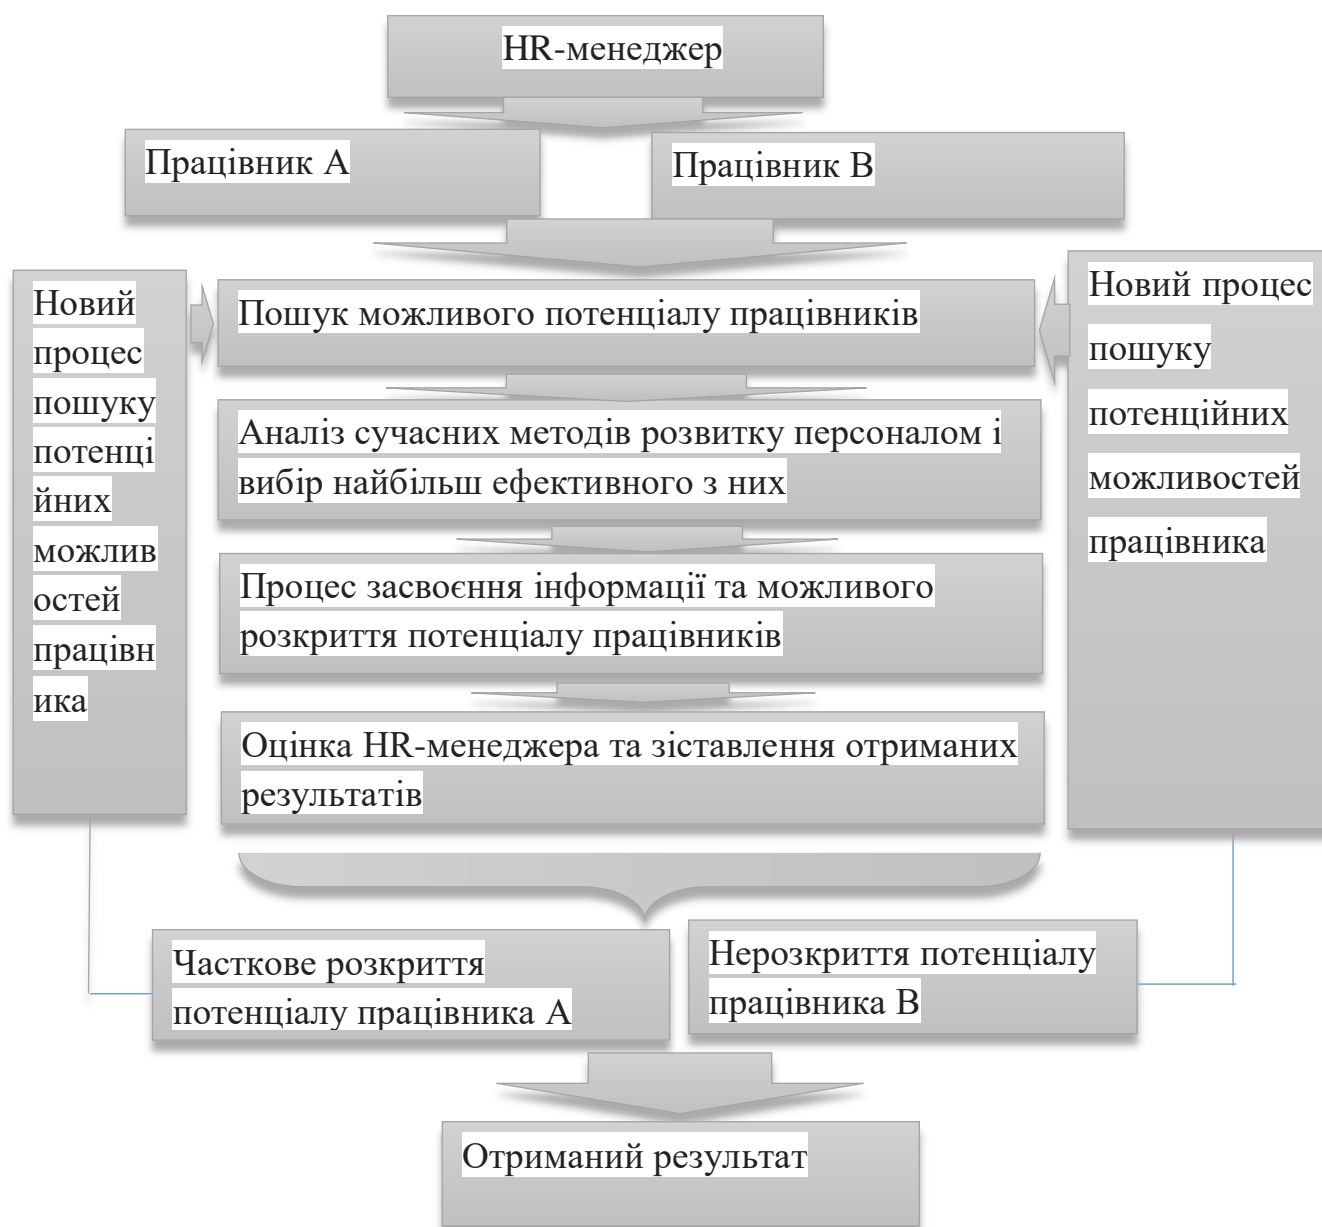 HR-менеджер
Працівник А
Працівник В
Новий
процес
пошуку
потенці
йних
можлив
остей
працівн
ика
Пошук можливого потенціалу працівників
Новий процес
пошуку
потенційних
можливостей
працівника
Аналіз сучасних методів розвитку персоналом і
вибір найбільш ефективного з них
Процес засвоєння інформації та можливого
розкриття потенціалу працівників
Оцінка HR-менеджера та зіставлення отриманих
результатів
Часткове розкриття
потенціалу працівника А
Нерозкриття потенціалу
працівника В
Отриманий результат